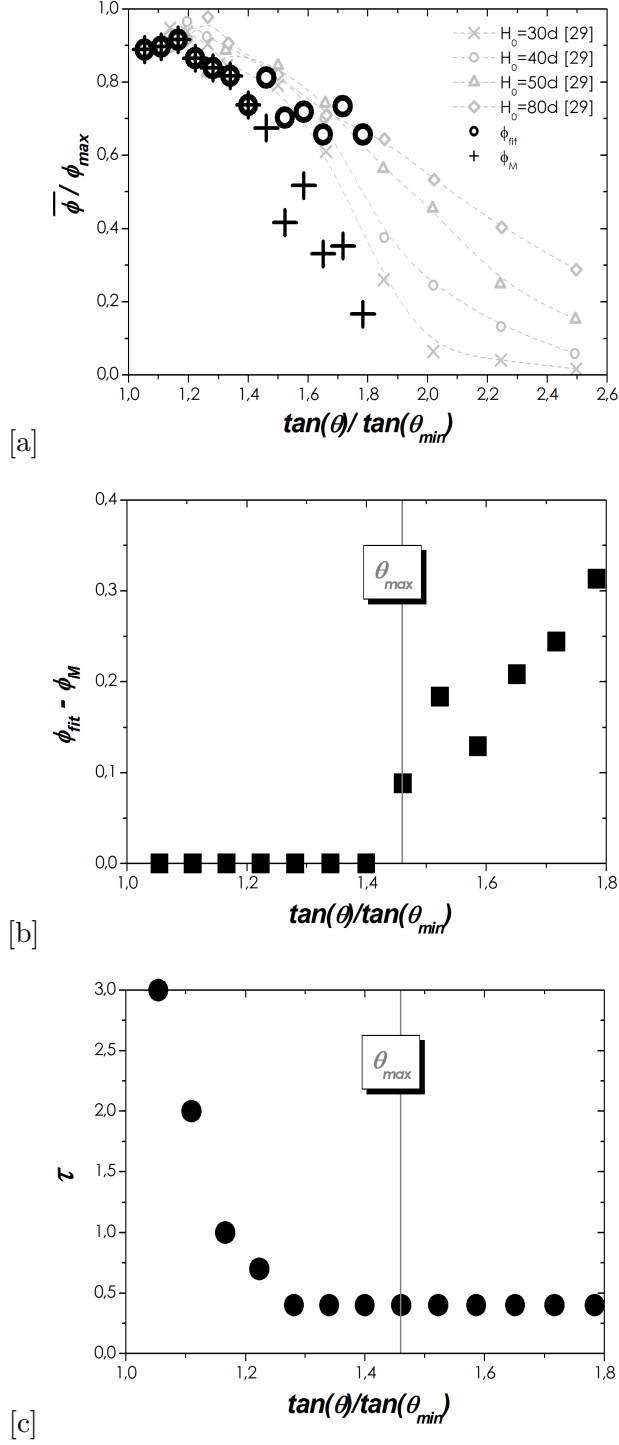 1,0
0,8
0,6
0,4
0,2
0,0
ϕ / ϕmax
H0=30d [29]
H0=40d [29]
H0=50d [29]
H0=80d [29]
ϕfit
ϕM
1,0 1,2 1,4 1,6 1,8 2,0 2,2 2,4 2,6
tan(θ)/ tan(θmin)
[a]
0,4
0,3
0,2
0,1
0,0
ϕfit - ϕM
θmax
1,0 1,2 1,4 1,6 1,8
tan(θ)/tan(θmin)
[b]
3,0
2,5
2,0
1,5
1,0
0,5
0,0
τ
θmax
1,0 1,2 1,4 1,6 1,8
tan(θ)/tan(θmin)
[c]